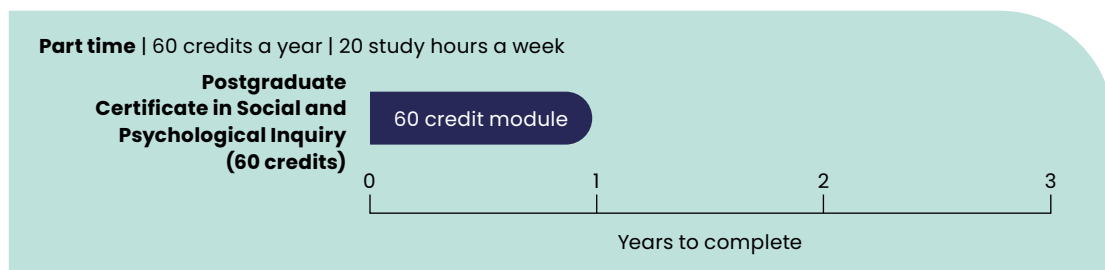 Part time | 60 credits a year | 20 study hours a week
Postgraduate
Certificate in Social and
Psychological Inquiry
(60 credits)
60 credit module
0 1 2 3
Years to complete